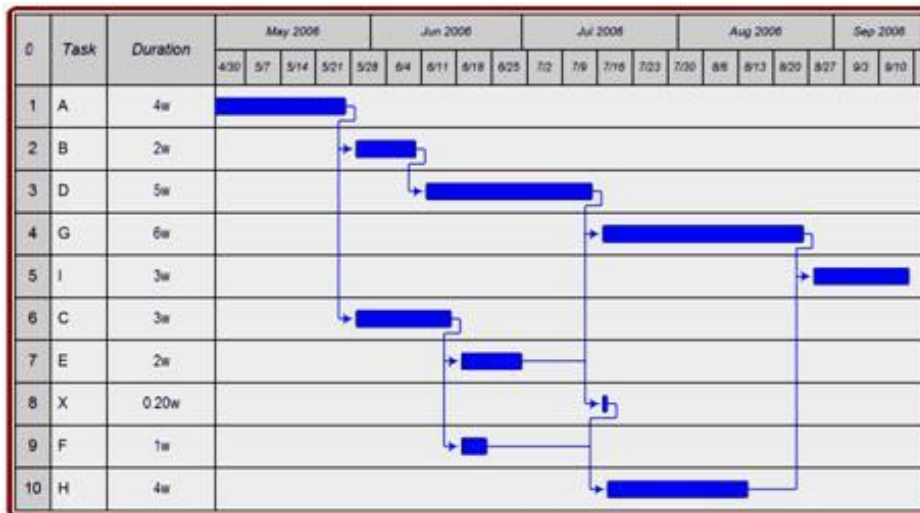 0 Task Duration May 2006 Jun 2006 Jul 2006 Aug 2006 Sep 2006
4/30 5/7 5/14 5/21 5/28 6/4 6/11 6/18 6/25 7/2 7/9 7/16 7/23 7/30 8/6 8/13 8/20 8/27 9/3 9/10
1 A 4w
2 B 2w
3 D 5w
4 G 6w
5 I 3w
6 C 3w
7 E 2w
8 X 0.20w
9 F 1w
10 H 4w